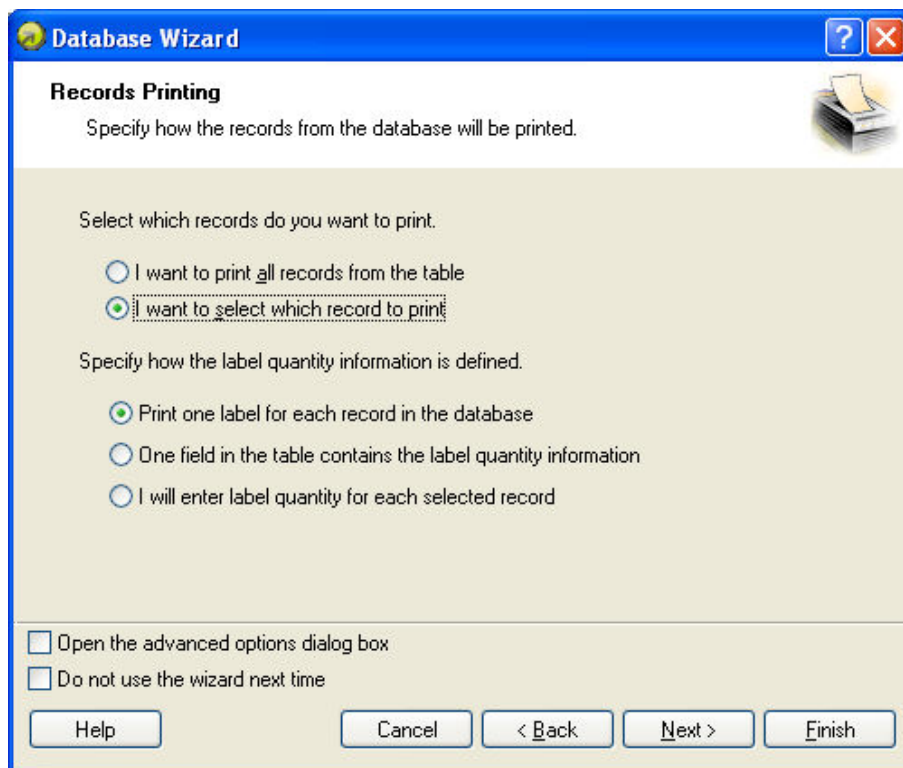 Database Wizard
?
Records Printing
Specify how the records from the database will be printed.
Select which records do you want to print.
I want to print all records from the table
I want to select which record to print
Specify how the label quantity information is defined.
Print one label for each record in the database
One field in the table contains the label quantity information
I will enter label quantity for each selected record
Open the advanced options dialog box
Do not use the wizard next time
Help Cancel < Back Next > Finish